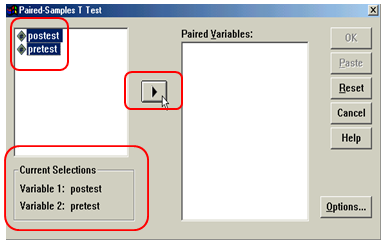 Paired-Samples T Test
postest
pretest
Paired Variables:
OK
Paste
Reset
Cancel
Help
Current Selections
Variable 1: postest
Variable 2: pretest
Options...